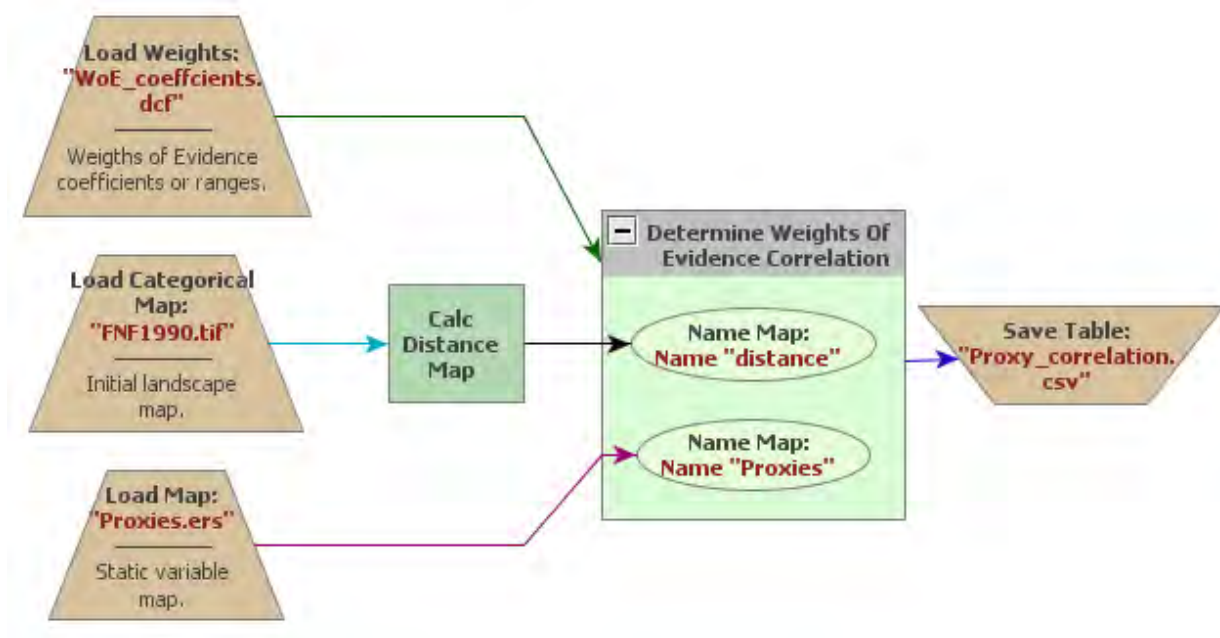 Load Weights:
"WoE_coeffcients.
dcf"
Weigths of Evidence
coefficients or ranges.
Load Categorical
Map:
"FNF1990.tif"
Initial landscape
map.
Load Map:
"Proxies.ers"
Static variable
map.
Calc
Distance
Map
Determine Weights Of
Evidence Correlation
Name Map:
Name "distance"
Name Map:
Name "Proxies"
Save Table:
"Proxy_correlation.
csv"